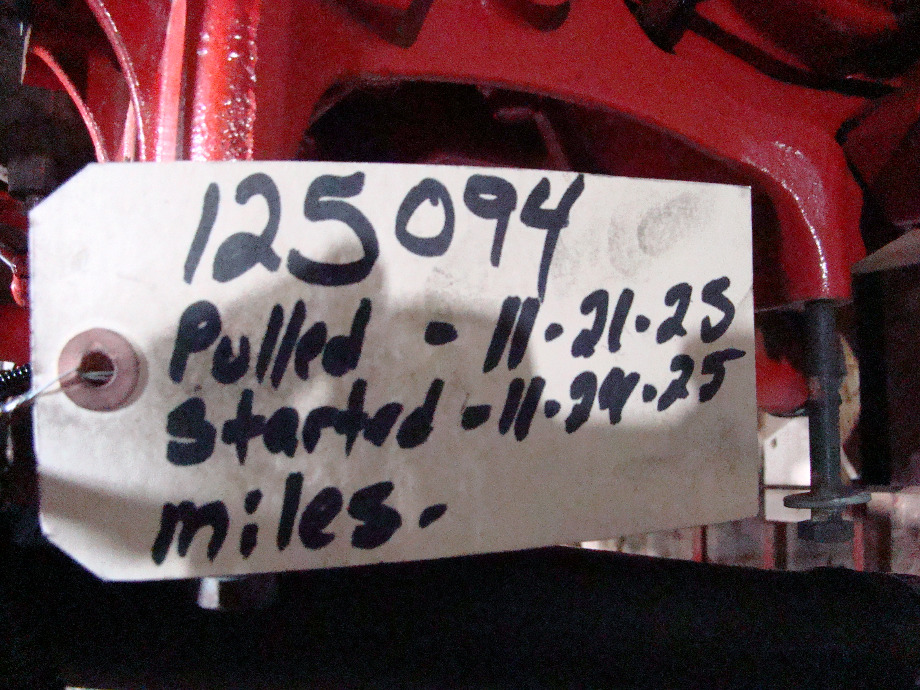 125094
Pulled - 11-21-25
Started - 11-24-25
miles.-